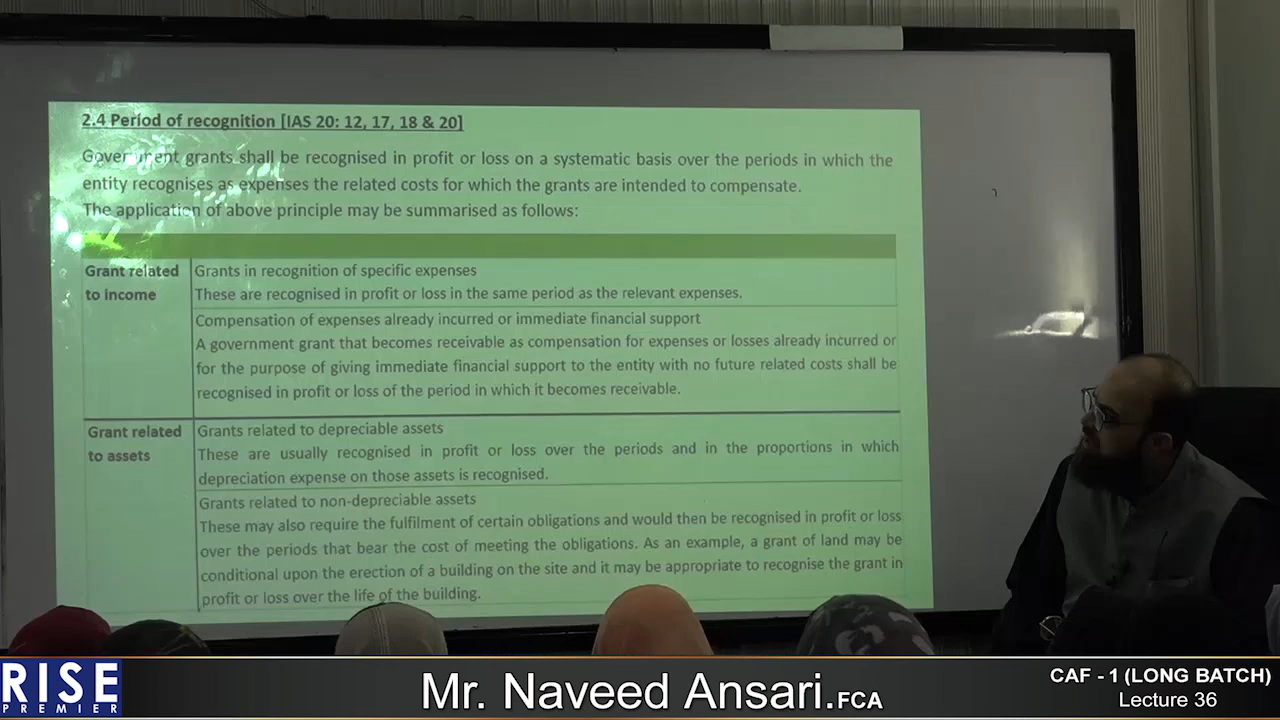 2.4 Period of recognition [IAS 20: 12, 17, 18 & 20]
Government grants shall be recognised in profit or loss on a systematic basis over the periods in which the
entity recognises as expenses the related costs for which the grants are intended to compensate.
The application of above principle may be summarised as follows:
Grant related
to income
Grants in recognition of specific expenses
These are recognised in profit or loss in the same period as the relevant expenses.
Compensation of expenses already incurred or immediate financial support
A government grant that becomes receivable as compensation for expenses or losses already incurred or
for the purpose of giving immediate financial support to the entity with no future related costs shall be
recognised in profit or loss of the period in which it becomes receivable.
Grant related
to assets
Grants related to depreciable assets
These are usually recognised in profit or loss over the periods and in the proportions in which
depreciation expense on those assets is recognised.
Grants related to non-depreciable assets
These may also require the fulfilment of certain obligations and would then be recognised in profit or loss
over the periods that bear the cost of meeting the obligations. As an example, a grant of land may be
conditional upon the erection of a building on the site and it may be appropriate to recognise the grant in
profit or loss over the life of the building.
RISE
PREMIER
Mr. Naveed Ansari.FCA
CAF - 1 (LONG BATCH)
Lecture 36